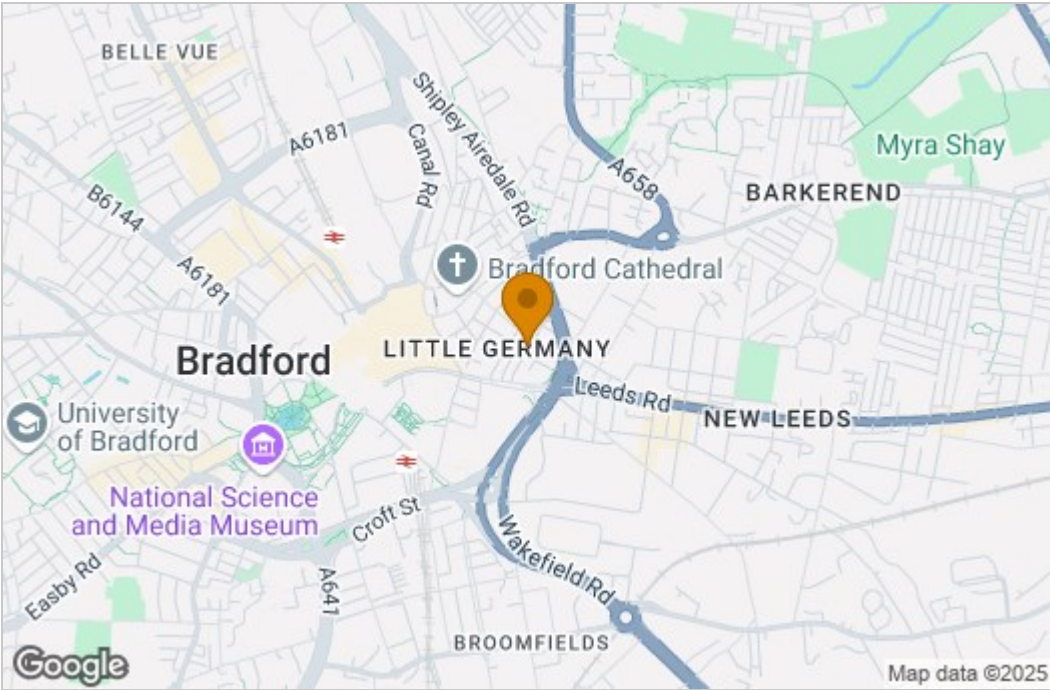 BELLE VUE
A6181
Shipley Airedale Rd
Canal Rd
A658
Myra Shay
BARKEREND
B6144
A6181
Bradford Cathedral
LITTLE GERMANY
Bradford
Leeds Rd
NEW LEEDS
University
of Bradford
National Science
and Media Museum
Croft St
Wakefield Rd
Easby Rd
A641
BROOMFIELDS
Google
Map data ©2025